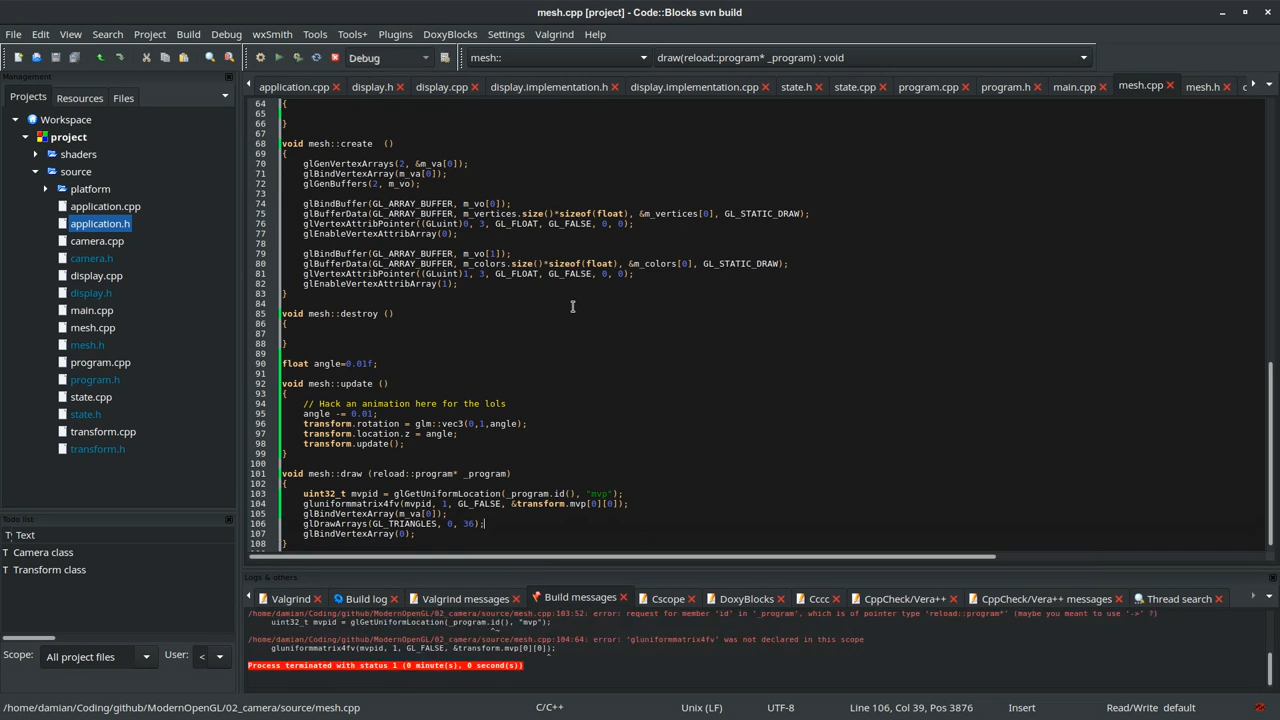 mesh.cpp [project] - Code::Blocks svn build
File Edit View Search Project Build Debug wxSmith Tools Tools+ Plugins DoxyBlocks Settings Valgrind Help
Debug mesh:: draw(reload::program* _program) : void
Management
Projects Resources Files
application.cpp display.h display.cpp display.implementation.h display.implementation.cpp state.h state.cpp program.cpp program.h main.cpp mesh.cpp mesh.h c
Workspace
project
shaders
source
platform
application.cpp
application.h
camera.cpp
camera.h
display.cpp
display.h
main.cpp
mesh.cpp
mesh.h
program.cpp
program.h
state.cpp
state.h
transform.cpp
transform.h
64 {
65
66 }
67
68 void mesh::create  ()
69 {
70 glGenVertexArrays(2, &m_va[0]);
71 glBindVertexArray(m_va[0]);
72 glGenBuffers(2, m_vo);
73
74 glBindBuffer(GL_ARRAY_BUFFER, m_vo[0]);
75 glBufferData(GL_ARRAY_BUFFER, m_vertices.size()*sizeof(float), &m_vertices[0], GL_STATIC_DRAW);
76 glVertexAttribPointer((GLuint)0, 3, GL_FLOAT, GL_FALSE, 0, 0);
77 glEnableVertexAttribArray(0);
78
79 glBindBuffer(GL_ARRAY_BUFFER, m_vo[1]);
80 glBufferData(GL_ARRAY_BUFFER, m_colors.size()*sizeof(float), &m_colors[0], GL_STATIC_DRAW);
81 glVertexAttribPointer((GLuint)1, 3, GL_FLOAT, GL_FALSE, 0, 0);
82 glEnableVertexAttribArray(1);
83 }
84
85 void mesh::destroy ()
86 {
87
88 }
89
90 float angle=0.01f;
91
92 void mesh::update ()
93 {
94 // Hack an animation here for the lols
95 angle -= 0.01;
96 transform.rotation = glm::vec3(0,1,angle);
97 transform.location.z = angle;
98 transform.update();
99 }
100
101 void mesh::draw (reload::program* _program)
102 {
103 uint32_t mvpid = glGetUniformLocation(_program.id(), "mvp");
104 gluniformmatrix4fv(mvpid, 1, GL_FALSE, &transform.mvp[0][0]);
105 glBindVertexArray(m_va[0]);
106 glDrawArrays(GL_TRIANGLES, 0, 36);
107 glBindVertexArray(0);
108 }
Todo list
T Text
T Camera class
T Transform class
Scope: All project files User: <
Logs & others
Valgrind Build log Valgrind messages Build messages Cscope DoxyBlocks Cccc CppCheck/Vera++ CppCheck/Vera++ messages Thread search
/home/damian/Coding/github/ModernOpenGL/02_camera/source/mesh.cpp:103:52: error: request for member 'id' in '_program', which is of pointer type 'reload::program*' (maybe you meant to use '->' ?)
uint32_t mvpid = glGetUniformLocation(_program.id(), "mvp");
^~
/home/damian/Coding/github/ModernOpenGL/02_camera/source/mesh.cpp:104:64: error: 'gluniformmatrix4fv' was not declared in this scope
gluniformmatrix4fv(mvpid, 1, GL_FALSE, &transform.mvp[0][0]);
^
Process terminated with status 1 (0 minute(s), 0 second(s))
/home/damian/Coding/github/ModernOpenGL/02_camera/source/mesh.cpp C/C++ Unix (LF) UTF-8 Line 106, Col 39, Pos 3876 Insert Read/Write default